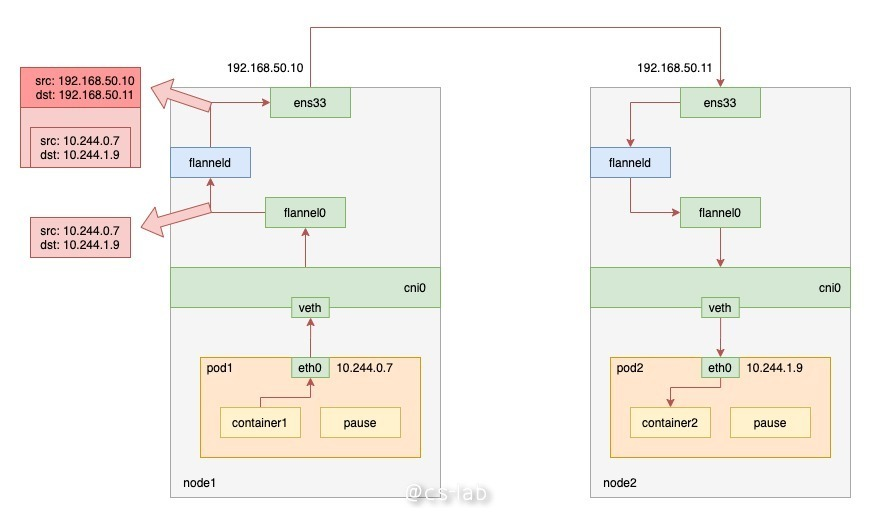 192.168.50.10
192.168.50.11
src: 192.168.50.10
dst: 192.168.50.11
src: 10.244.0.7
dst: 10.244.1.9
ens33
ens33
flanneld
flanneld
flannel0
flannel0
src: 10.244.0.7
dst: 10.244.1.9
cni0
cni0
veth
veth
pod1
eth0
10.244.0.7
pod2
eth0
10.244.1.9
container1
pause
container2
pause
node1
node2
@cs-lab